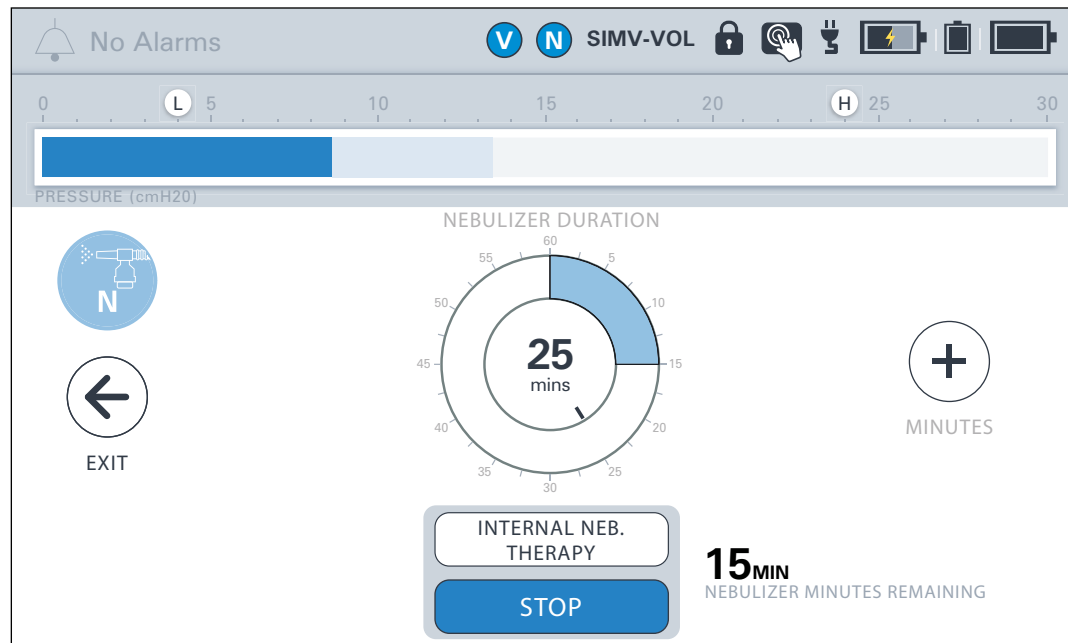 No Alarms
V N SIMV-VOL
0 L 5 10 15 20 H 25 30
PRESSURE (cmH20)
NEBULIZER DURATION
60
55 5
50 10
45 15
40 20
35 25
30
25
mins
N
EXIT
MINUTES
INTERNAL NEB.
THERAPY
STOP
15MIN
NEBULIZER MINUTES REMAINING